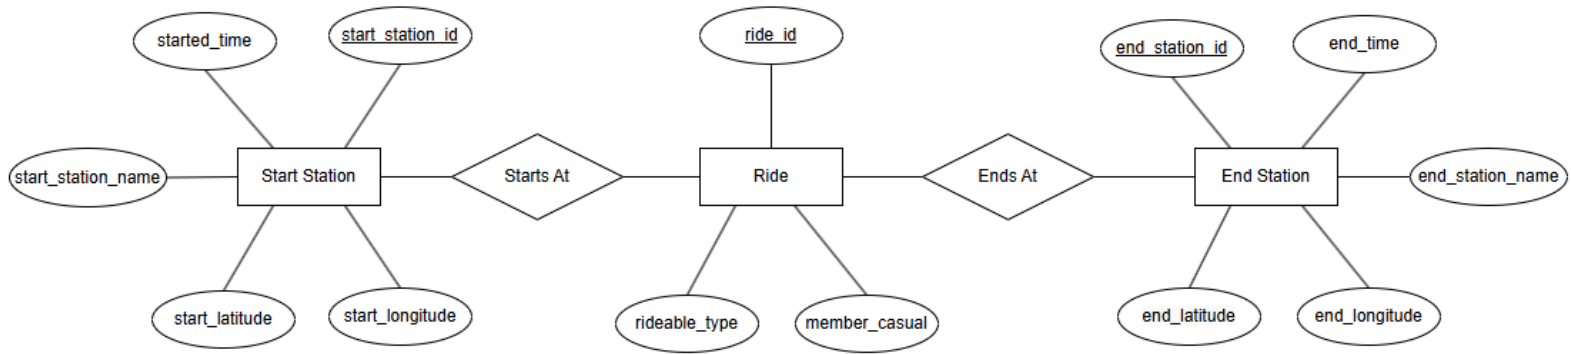 started_time
start_station_id
ride_id
end_station_id
end_time
start_station_name
Start Station
Starts At
Ride
Ends At
End Station
end_station_name
start_latitude
start_longitude
rideable_type
member_casual
end_latitude
end_longitude